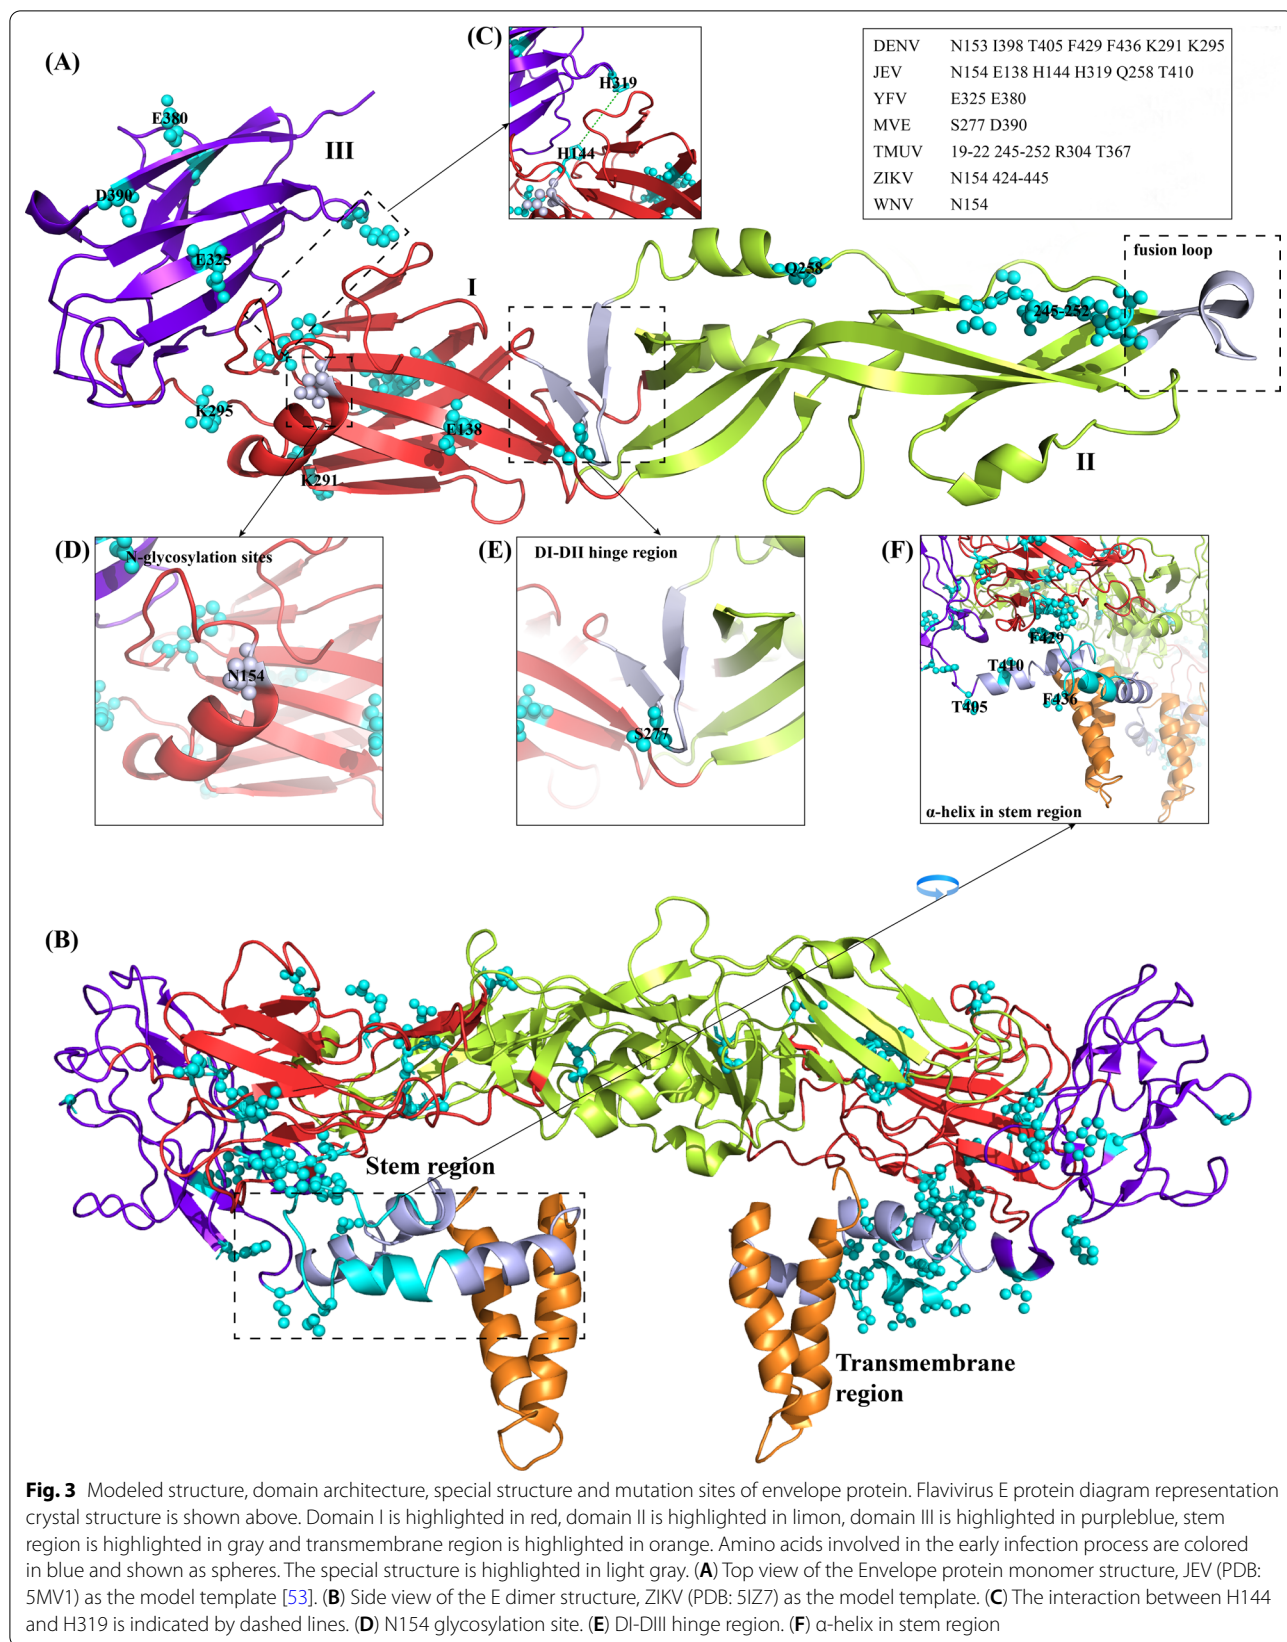 (A)
(C)
H319
H144
DENV N153 I398 T405 F429 F436 K291 K295
JEV N154 E138 H144 H319 Q258 T410
YFV E325 E380
MVE S277 D390
TMUV 19-22 245-252 R304 T367
ZIKV N154 424-445
WNV N154
E380
III
D390
E325
I
Q258
fusion loop
245-252
K295
E138
K291
II
(D)
N-glycosylation sites
N154
(E)
DI-DII hinge region
S277
(F)
F429
T410
T405
F436
α-helix in stem region
(B)
Stem region
Transmembrane
region
Fig. 3 Modeled structure, domain architecture, special structure and mutation sites of envelope protein. Flavivirus E protein diagram representation
crystal structure is shown above. Domain I is highlighted in red, domain II is highlighted in limon, domain III is highlighted in purpleblue, stem
region is highlighted in gray and transmembrane region is highlighted in orange. Amino acids involved in the early infection process are colored
in blue and shown as spheres. The special structure is highlighted in light gray. (A) Top view of the Envelope protein monomer structure, JEV (PDB:
5MV1) as the model template [53]. (B) Side view of the E dimer structure, ZIKV (PDB: 5IZ7) as the model template. (C) The interaction between H144
and H319 is indicated by dashed lines. (D) N154 glycosylation site. (E) DI-DIII hinge region. (F) α-helix in stem region